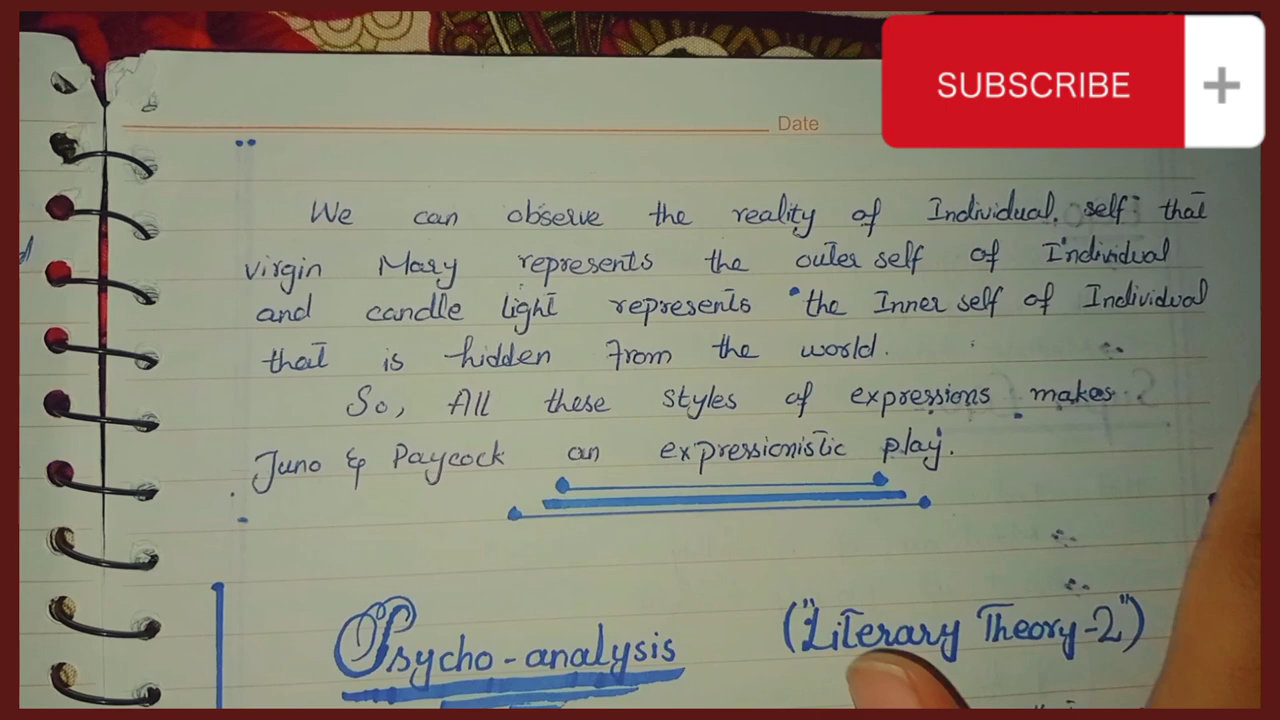 SUBSCRIBE +
Date
We can observe the reality of Individual self that
virgin Mary represents the outer self of Individual
and candle light represents the Inner self of Individual
that is hidden from the world.
So, All these styles of expressions makes
Juno & Paycock an expressionistic play.
Psycho-analysis ("Literary Theory-2")